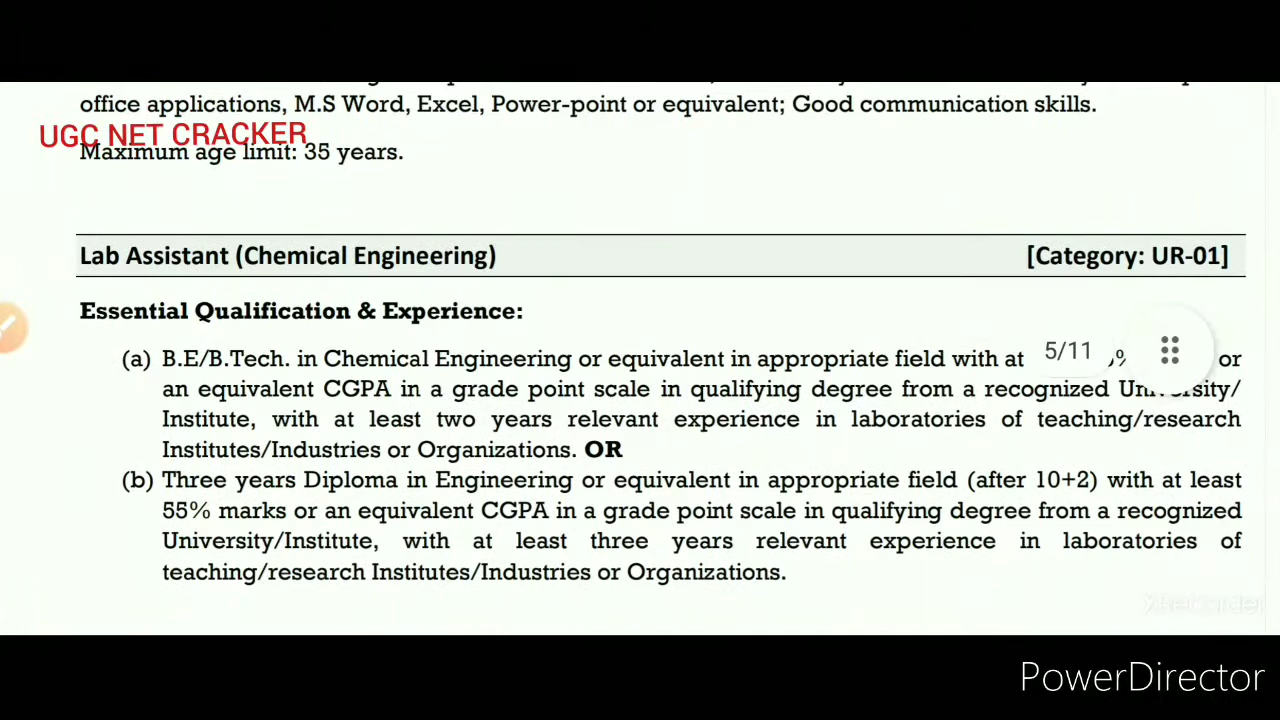 office applications, M.S Word, Excel, Power-point or equivalent; Good communication skills.
UGC NET CRACKER
Maximum age limit: 35 years.
Lab Assistant (Chemical Engineering) [Category: UR-01]
Essential Qualification & Experience:
(a) B.E/B.Tech. in Chemical Engineering or equivalent in appropriate field with at 5/11 % or
an equivalent CGPA in a grade point scale in qualifying degree from a recognized University/
Institute, with at least two years relevant experience in laboratories of teaching/research
Institutes/Industries or Organizations. OR
(b) Three years Diploma in Engineering or equivalent in appropriate field (after 10+2) with at least
55% marks or an equivalent CGPA in a grade point scale in qualifying degree from a recognized
University/Institute, with at least three years relevant experience in laboratories of
teaching/research Institutes/Industries or Organizations.
PowerDirector